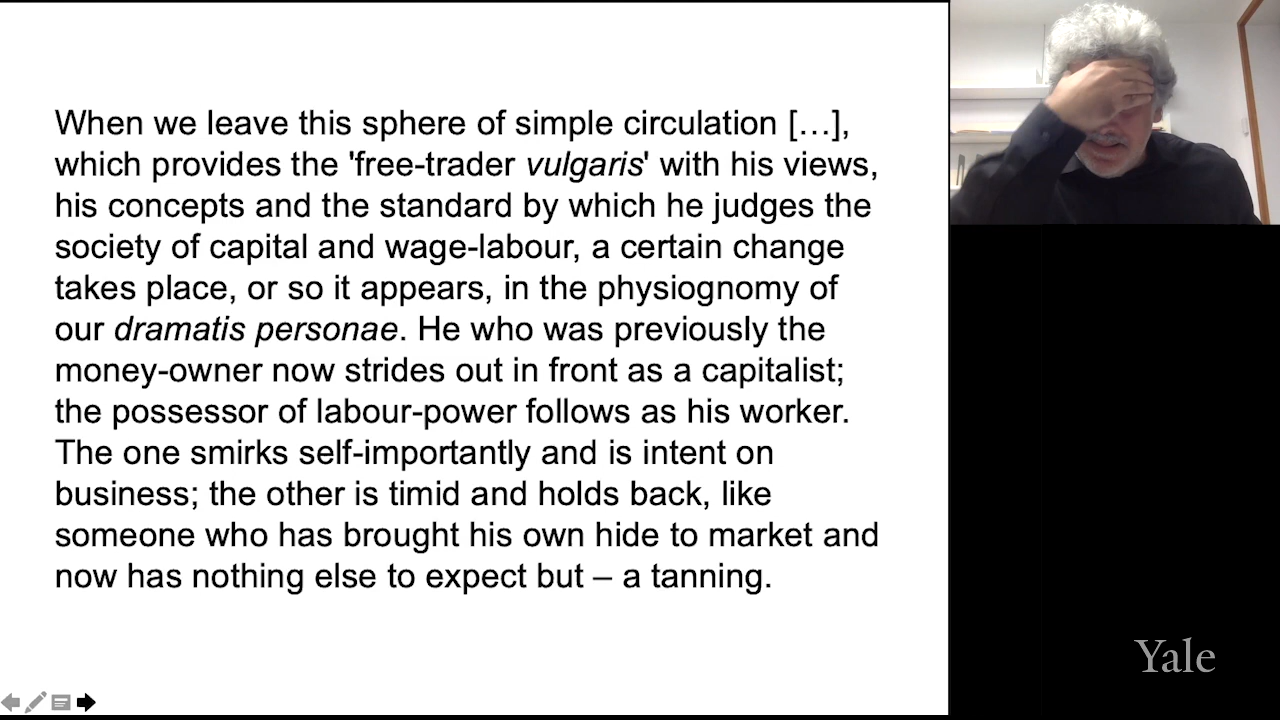 When we leave this sphere of simple circulation […],
which provides the 'free-trader vulgaris' with his views,
his concepts and the standard by which he judges the
society of capital and wage-labour, a certain change
takes place, or so it appears, in the physiognomy of
our dramatis personae. He who was previously the
money-owner now strides out in front as a capitalist;
the possessor of labour-power follows as his worker.
The one smirks self-importantly and is intent on
business; the other is timid and holds back, like
someone who has brought his own hide to market and
now has nothing else to expect but – a tanning.
Yale